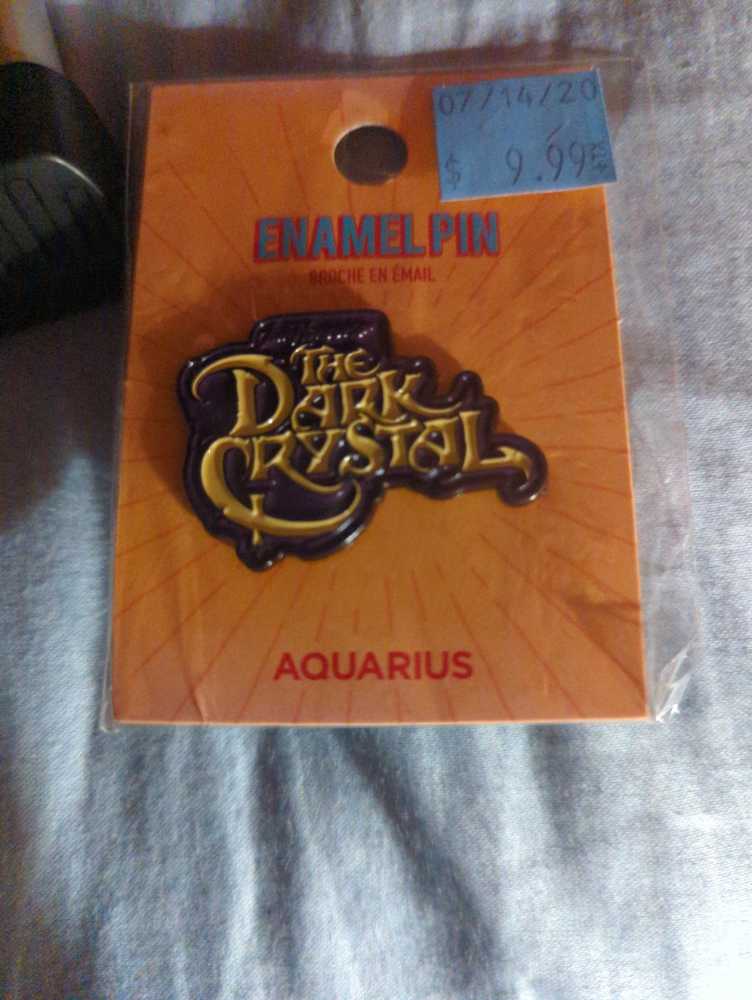 07/14/20
$ 9.99
ENAMEL PIN
BROCHE EN ÉMAIL
THE
DARK
CRYSTAL
AQUARIUS